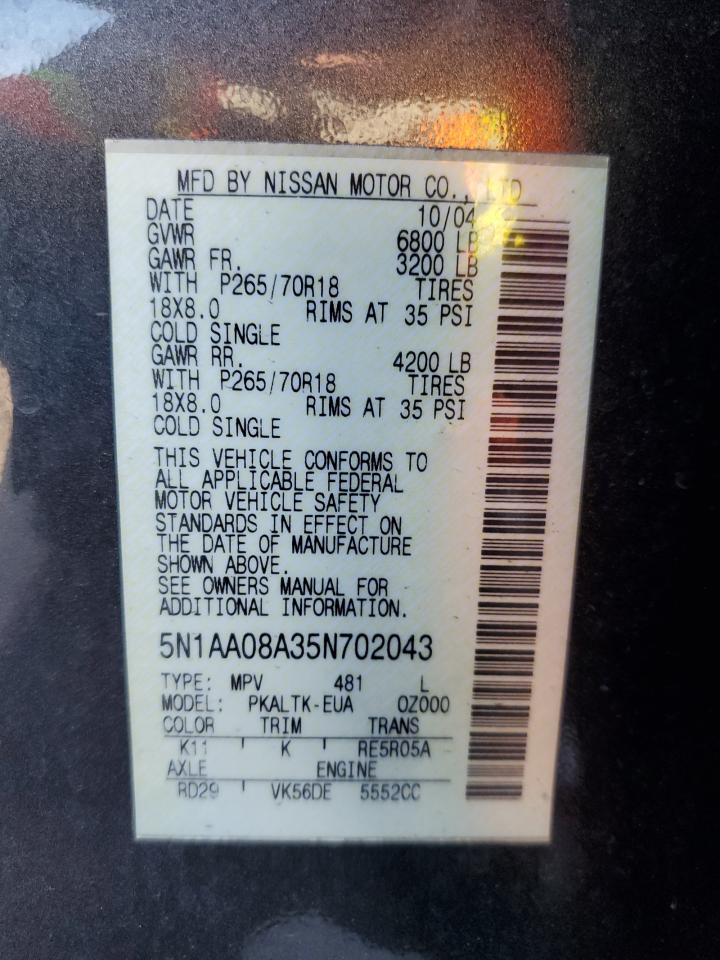 MFD BY NISSAN MOTOR CO., LTD
DATE 10/04
GVWR 6800 LB
GAWR FR. 3200 LB
WITH P265/70R18 TIRES
18X8.0 RIMS AT 35 PSI
COLD SINGLE
GAWR RR. 4200 LB
WITH P265/70R18 TIRES
18X8.0 RIMS AT 35 PSI
COLD SINGLE
THIS VEHICLE CONFORMS TO
ALL APPLICABLE FEDERAL
MOTOR VEHICLE SAFETY
STANDARDS IN EFFECT ON
THE DATE OF MANUFACTURE
SHOWN ABOVE.
SEE OWNERS MANUAL FOR
ADDITIONAL INFORMATION.
5N1AA08A35N702043
TYPE: MPV 481 L
MODEL: PKALTK-EUA 0Z000
COLOR TRIM TRANS
K11 ' K ' RE5R05A
AXLE ENGINE
RD29 ' VK56DE 5552CC